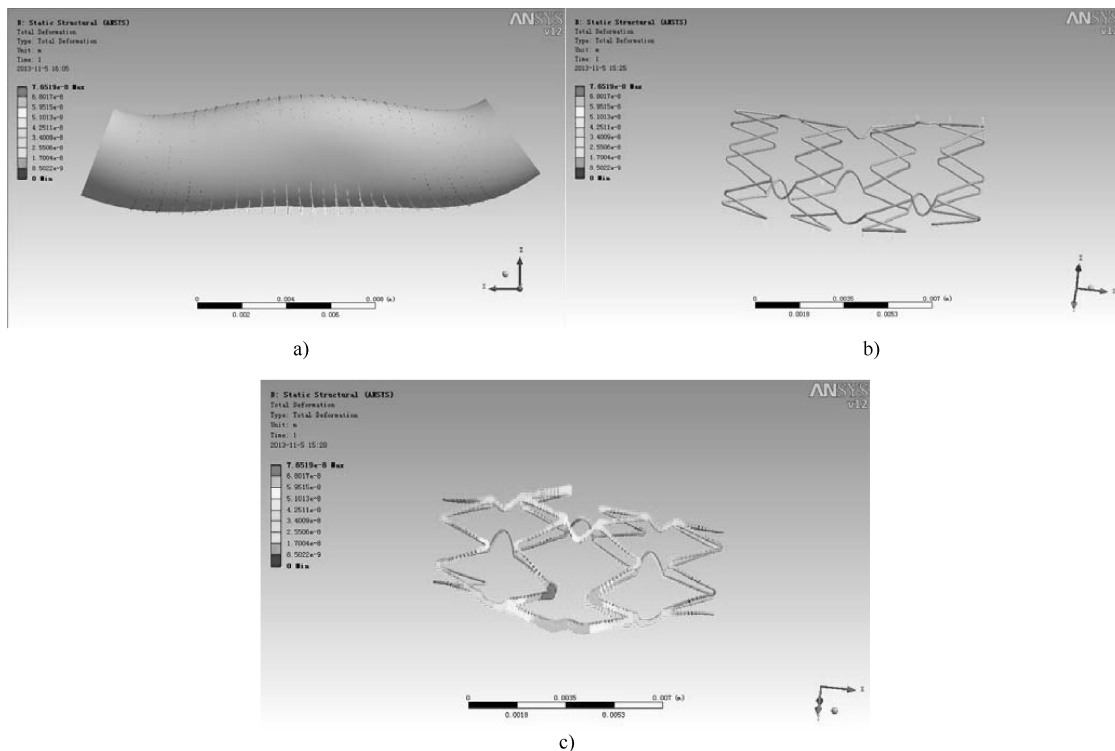 ANSYS
v12
B: Static Structural (ANSYS)
Total Deformation
Type: Total Deformation
Unit: m
Time: 1
2013-11-5 16:05
7.6519e-8 Max
6.8017e-8
5.9515e-8
5.1013e-8
4.2511e-8
3.4009e-8
2.5506e-8
1.7004e-8
8.5022e-9
0 Min
0
0.004
0.008 (m)
0.002
0.006
a)
ANSYS
v12
B: Static Structural (ANSYS)
Total Deformation
Type: Total Deformation
Unit: m
Time: 1
2013-11-5 15:25
7.6519e-8 Max
6.8017e-8
5.9515e-8
5.1013e-8
4.2511e-8
3.4009e-8
2.5506e-8
1.7004e-8
8.5022e-9
0 Min
0
0.0035
0.007 (m)
0.0018
0.0053
b)
ANSYS
v12
B: Static Structural (ANSYS)
Total Deformation
Type: Total Deformation
Unit: m
Time: 1
2013-11-5 15:28
7.6519e-8 Max
6.8017e-8
5.9515e-8
5.1013e-8
4.2511e-8
3.4009e-8
2.5506e-8
1.7004e-8
8.5022e-9
0 Min
0
0.0035
0.007 (m)
0.0018
0.0053
c)